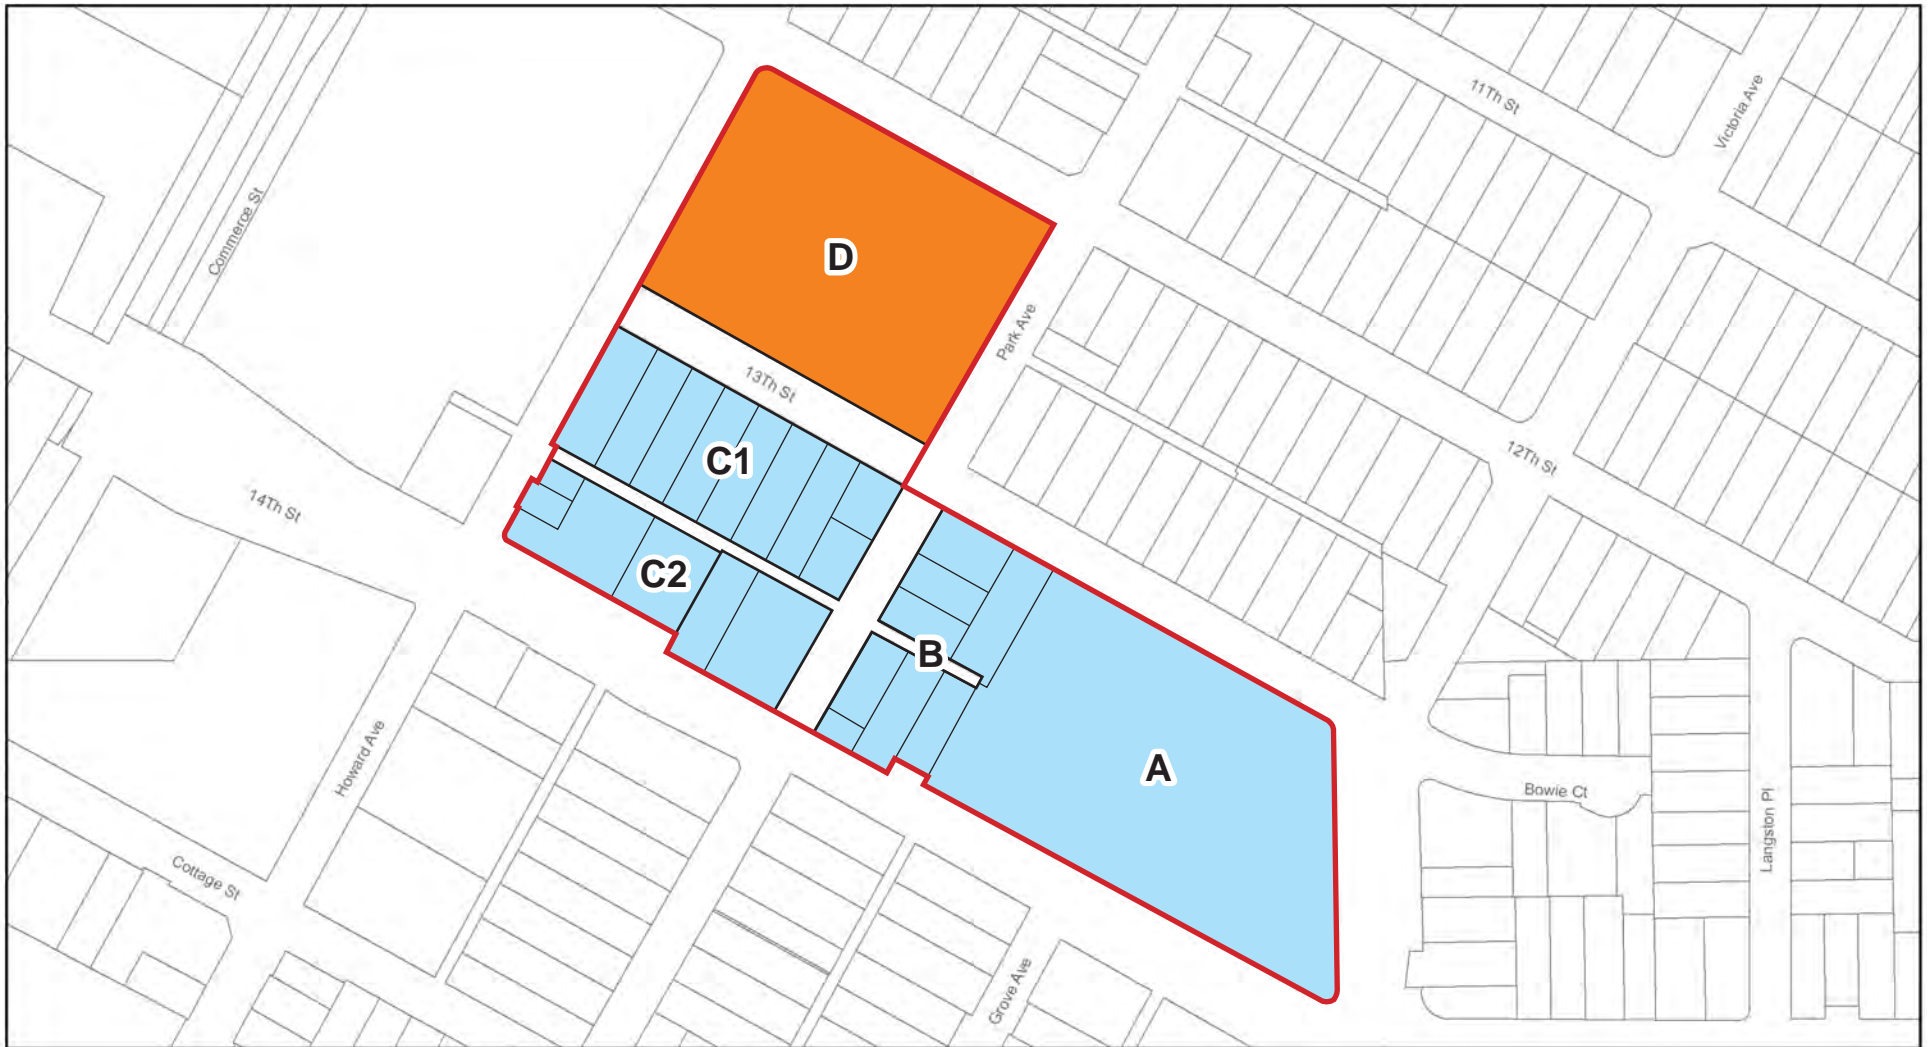 11Th St
Victoria Ave
Commerce St
D
Park Ave
13Th St
C1
12Th St
14Th St
C2
B
A
Howard Ave
Bowie Ct
Langston Pl
Cottage St
Grove Ave